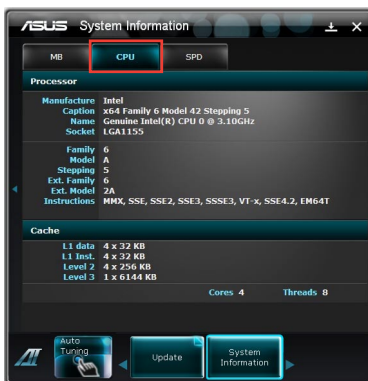 ASUS System Information
MB CPU SPD
Processor
Manufacture Intel
Caption x64 Family 6 Model 42 Stepping 5
Name Genuine Intel(R) CPU 0 @ 3.10GHz
Socket LGA1155
Family 6
Model A
Stepping 5
Ext. Family 6
Ext. Model 2A
Instructions MMX, SSE, SSE2, SSE3, SSSE3, VT-x, SSE4.2, EM64T
Cache
L1 data 4 x 32 KB
L1 Inst. 4 x 32 KB
Level 2 4 x 256 KB
Level 3 1 x 6144 KB
Cores 4 Threads 8
Auto
Tuning
Update
System
Information